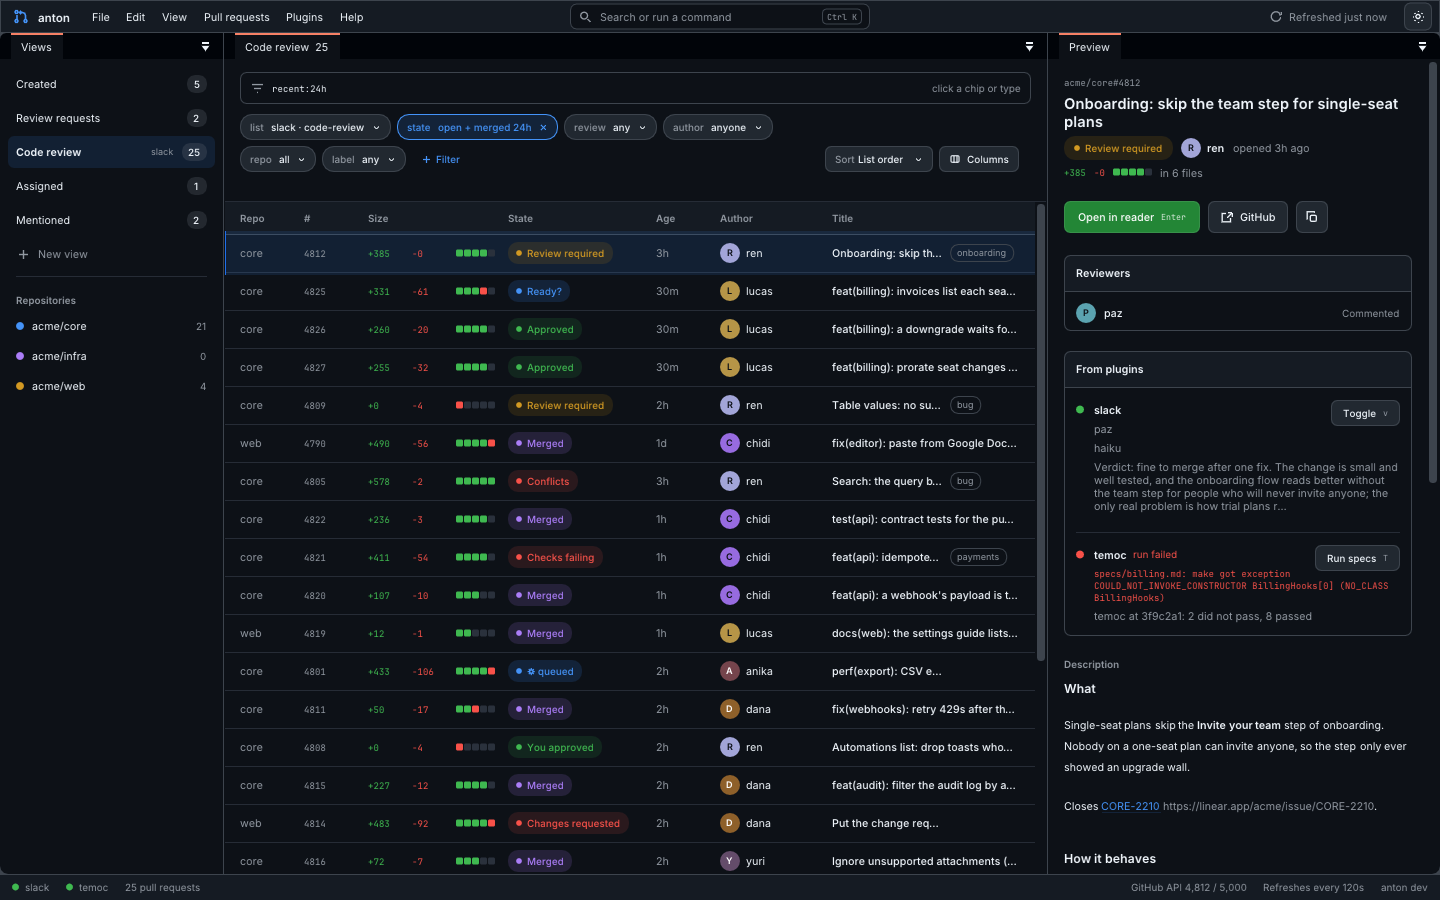 anton File Edit View Pull requests Plugins Help
Search or run a command Ctrl K
Refreshed just now
Views
Created 5
Review requests 2
Code review slack 25
Assigned 1
Mentioned 2
+ New view
Repositories
acme/core 21
acme/infra 0
acme/web 4
Code review 25
recent:24h click a chip or type
list slack · code-review state open + merged 24h × review any author anyone
repo all label any + Filter Sort List order Columns
Repo # Size State Age Author Title
core 4812 +385 -0 Review required 3h R ren Onboarding: skip th... onboarding
core 4825 +331 -61 Ready? 30m L lucas feat(billing): invoices list each sea...
core 4826 +260 -20 Approved 30m L lucas feat(billing): a downgrade waits fo...
core 4827 +255 -32 Approved 30m L lucas feat(billing): prorate seat changes ...
core 4809 +0 -4 Review required 2h R ren Table values: no su... bug
web 4790 +490 -56 Merged 1d C chidi fix(editor): paste from Google Doc...
core 4805 +578 -2 Conflicts 3h R ren Search: the query b... bug
core 4822 +236 -3 Merged 1h C chidi test(api): contract tests for the pu...
core 4821 +411 -54 Checks failing 1h C chidi feat(api): idempote... payments
core 4820 +107 -10 Merged 1h C chidi feat(api): a webhook's payload is t...
web 4819 +12 -1 Merged 1h L lucas docs(web): the settings guide lists...
core 4801 +433 -106 queued 2h A anika perf(export): CSV e...
core 4811 +50 -17 Merged 2h D dana fix(webhooks): retry 429s after th...
core 4808 +0 -4 You approved 2h R ren Automations list: drop toasts who...
core 4815 +227 -12 Merged 2h D dana feat(audit): filter the audit log by a...
web 4814 +483 -92 Changes requested 2h D dana Put the change req...
core 4816 +72 -7 Merged 2h Y yuri Ignore unsupported attachments (...
Preview
acme/core#4812
Onboarding: skip the team step for single-seat
plans
Review required R ren opened 3h ago
+385 -0 in 6 files
Open in reader Enter GitHub
Reviewers
P paz Commented
From plugins
slack Toggle
paz
haiku
Verdict: fine to merge after one fix. The change is small and
well tested, and the onboarding flow reads better without
the team step for people who will never invite anyone; the
only real problem is how trial plans r...
temoc run failed Run specs T
specs/billing.md: make got exception
COULD_NOT_INVOKE_CONSTRUCTOR BillingHooks[0] (NO_CLASS
BillingHooks)
temoc at 3f9c2a1: 2 did not pass, 8 passed
Description
What
Single-seat plans skip the Invite your team step of onboarding.
Nobody on a one-seat plan can invite anyone, so the step only ever
showed an upgrade wall.
Closes CORE-2210 https://linear.app/acme/issue/CORE-2210.
How it behaves
slack temoc 25 pull requests
GitHub API 4,812 / 5,000 Refreshes every 120s anton dev